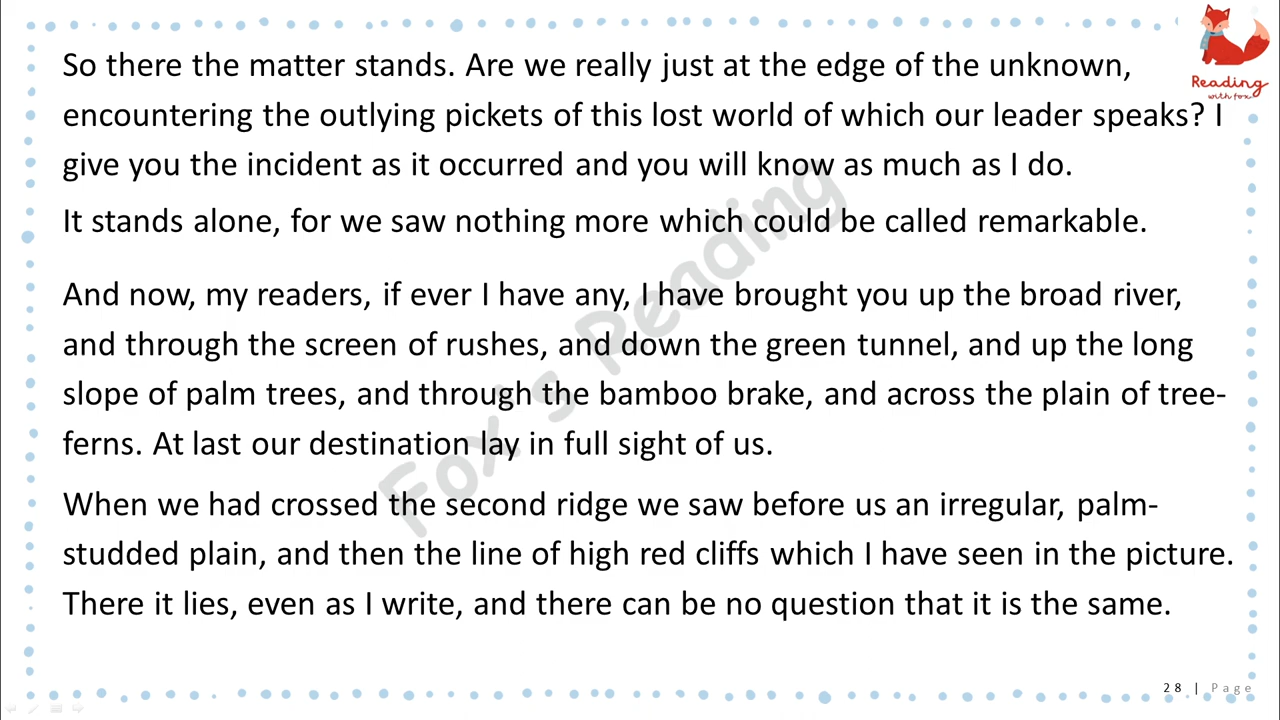 So there the matter stands. Are we really just at the edge of the unknown,
encountering the outlying pickets of this lost world of which our leader speaks? I
give you the incident as it occurred and you will know as much as I do.
It stands alone, for we saw nothing more which could be called remarkable.
And now, my readers, if ever I have any, I have brought you up the broad river,
and through the screen of rushes, and down the green tunnel, and up the long
slope of palm trees, and through the bamboo brake, and across the plain of tree-
ferns. At last our destination lay in full sight of us.
When we had crossed the second ridge we saw before us an irregular, palm-
studded plain, and then the line of high red cliffs which I have seen in the picture.
There it lies, even as I write, and there can be no question that it is the same.
Reading
with fox
Fox's Reading
28 | Page